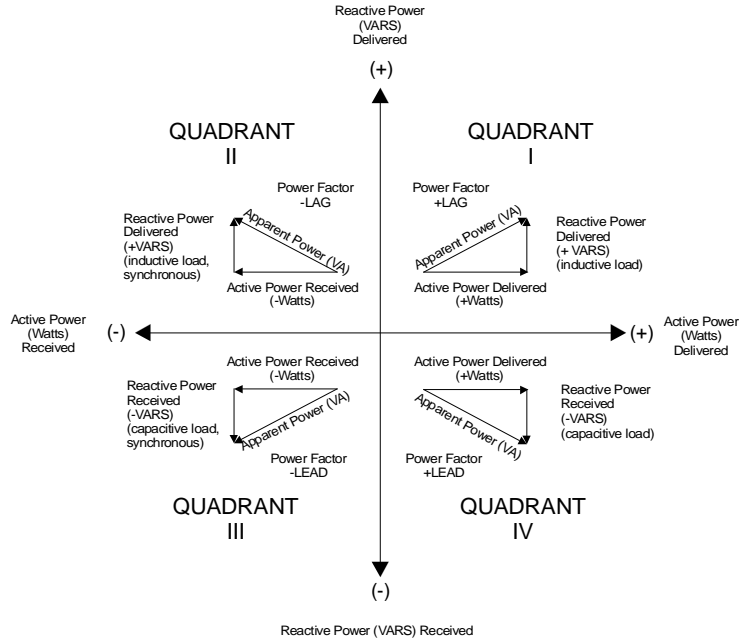 Reactive Power
(VARS)
Delivered
(+)
QUADRANT
II
QUADRANT
I
Power Factor
-LAG
Power Factor
+LAG
Reactive Power
Delivered
(+VARS)
(inductive load,
synchronous)
Apparent Power (VA)
Active Power Received
(-Watts)
Apparent Power (VA)
Reactive Power
Delivered
(+ VARS)
(inductive load)
Active Power Delivered
(+Watts)
Active Power
(Watts)
Received
(-)
(+)
Active Power
(Watts)
Delivered
Active Power Received
(-Watts)
Reactive Power
Received
(-VARS)
(capacitive load,
synchronous)
Apparent Power (VA)
Power Factor
-LEAD
Active Power Delivered
(+Watts)
Apparent Power (VA)
Reactive Power
Received
(-VARS)
(capacitive load)
Power Factor
+LEAD
QUADRANT
III
QUADRANT
IV
(-)
Reactive Power (VARS) Received